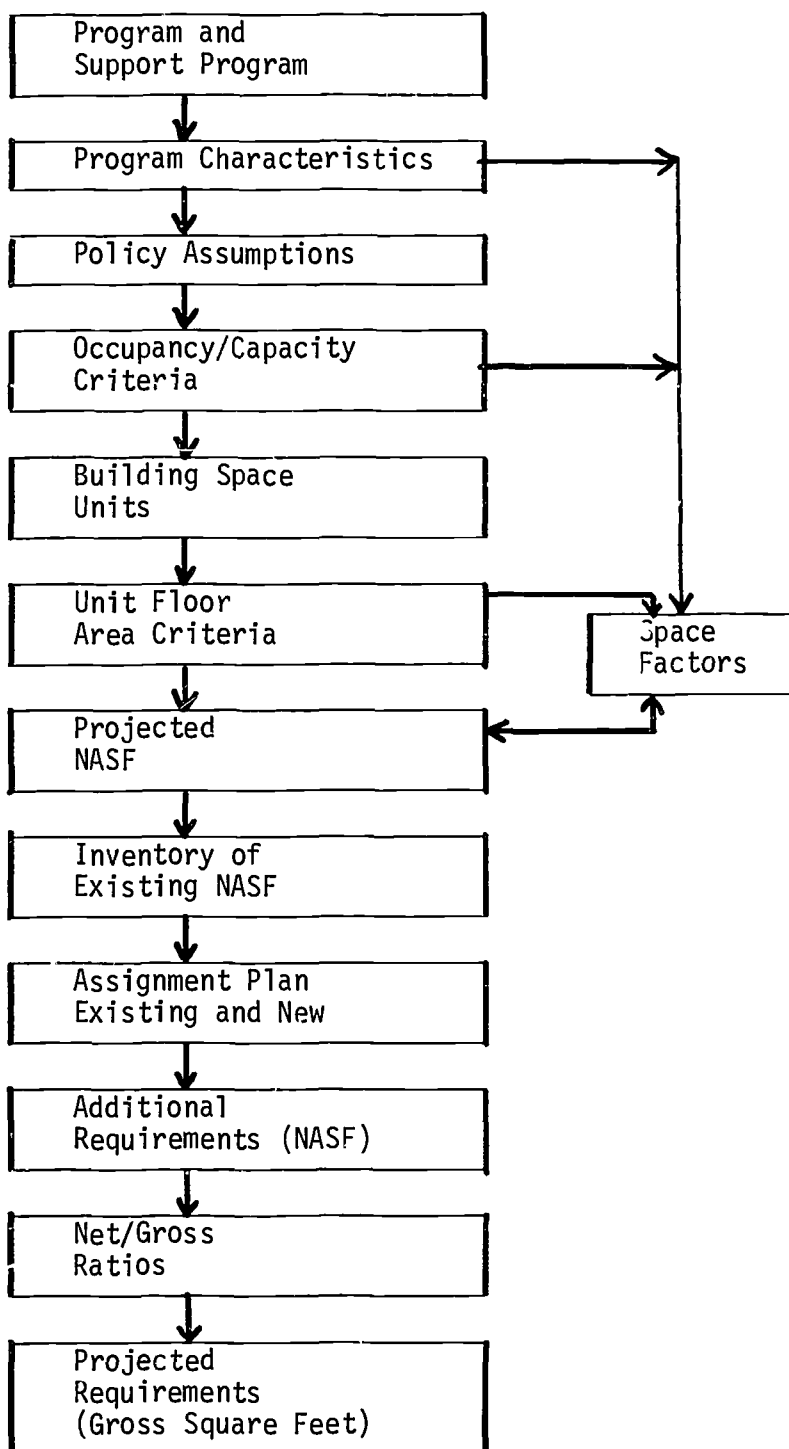 Program and
Support Program
Program Characteristics
Policy Assumptions
Occupancy/Capacity
Criteria
Building Space
Units
Unit Floor
Area Criteria
Space
Factors
Projected
NASF
Inventory of
Existing NASF
Assignment Plan
Existing and New
Additional
Requirements (NASF)
Net/Gross
Ratios
Projected
Requirements
(Gross Square Feet)